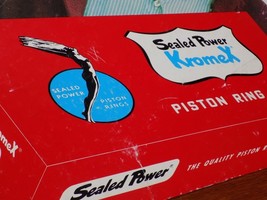 Sealed Power
KromeX
SEALED
POWER
PISTON
RINGS
PISTON RING
KromeX
Sealed Power
THE QUALITY PISTON